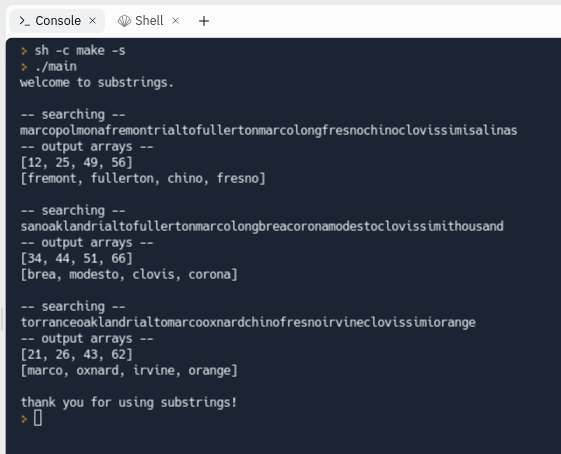 Console
Shell
sh -c make -s
./main
welcome to substrings.
-- searching --
marcopolmonafremontrialtofullertonmarcolongfresnochinoclovissimisalinas
-- output arrays --
[12, 25, 49, 56]
[fremont, fullerton, chino, fresno]
-- searching --
sanoaklandrialtofullertonmarcolongbreacoronamodestoclovissimithousand
-- output arrays --
[34, 44, 51, 66]
[brea, modesto, clovis, corona]
-- searching --
torranceoaklandrialtomarcooxnardchinofresnoirvineclovissimiorange
-- output arrays --
[21, 26, 43, 62]
[marco, oxnard, irvine, orange]
thank you for using substrings!